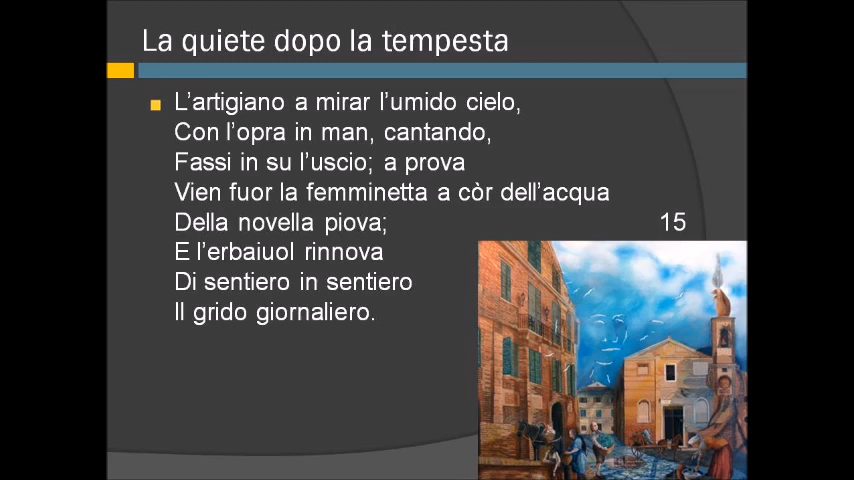 La quiete dopo la tempesta
L’artigiano a mirar l’umido cielo,
Con l’opra in man, cantando,
Fassi in su l’uscio; a prova
Vien fuor la femminetta a còr dell’acqua
Della novella piova; 15
E l’erbaiuol rinnova
Di sentiero in sentiero
Il grido giornaliero.